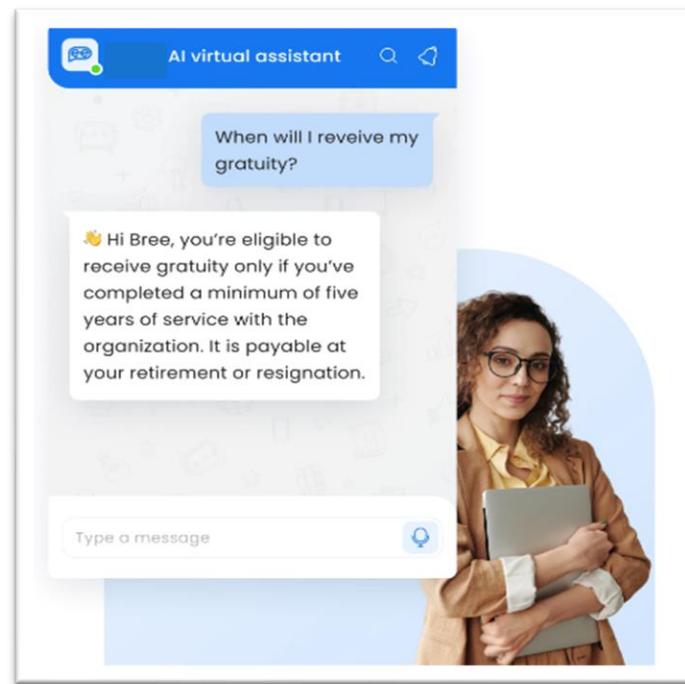 AI virtual assistant
When will I reveive my
gratuity?
👋 Hi Bree, you're eligible to
receive gratuity only if you've
completed a minimum of five
years of service with the
organization. It is payable at
your retirement or resignation.
Type a message